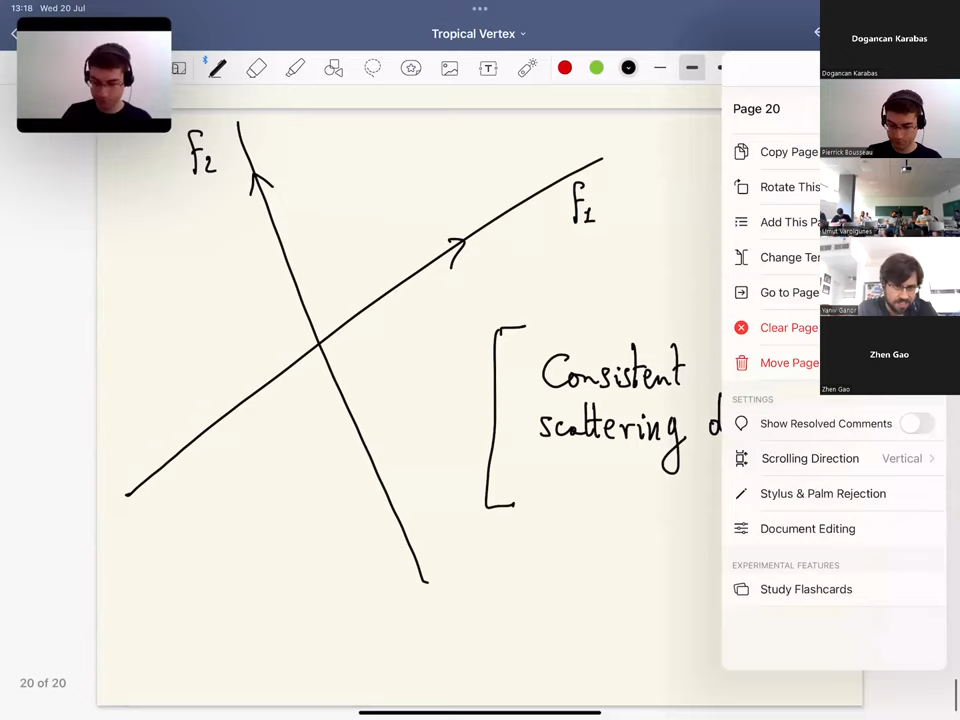 13:18 Wed 20 Jul
Tropical Vertex
Dogancan Karabas
Dogancan Karabas
Pierrick Bousseau
Umut Varolgunes
Yaniv Ganor
Zhen Gao
Zhen Gao
Page 20
Copy Page
Rotate This
Add This Pa
Change Ter
Go to Page
Clear Page
Move Page
SETTINGS
Show Resolved Comments
Scrolling Direction Vertical
Stylus & Palm Rejection
Document Editing
EXPERIMENTAL FEATURES
Study Flashcards
f2
f1
Consistent
scattering d
20 of 20